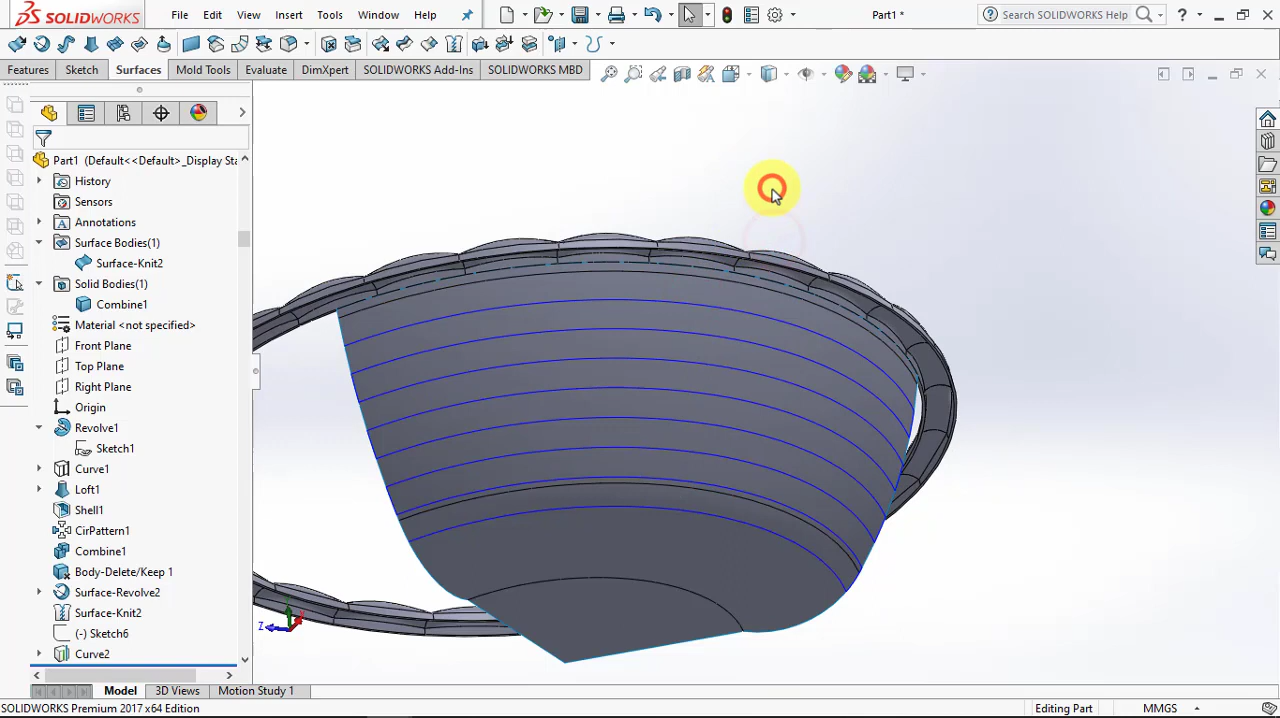 SOLIDWORKS
File Edit View Insert Tools Window Help
Part1 *
Search SOLIDWORKS Help
?
Features Sketch Surfaces Mold Tools Evaluate DimXpert SOLIDWORKS Add-Ins SOLIDWORKS MBD
Part1 (Default<<Default>_Display Sta
History
Sensors
Annotations
Surface Bodies(1)
Surface-Knit2
Solid Bodies(1)
Combine1
Material <not specified>
Front Plane
Top Plane
Right Plane
Origin
Revolve1
Sketch1
Curve1
Loft1
Shell1
CirPattern1
Combine1
Body-Delete/Keep 1
Surface-Revolve2
Surface-Knit2
(-) Sketch6
Curve2
Z
Model 3D Views Motion Study 1
SOLIDWORKS Premium 2017 x64 Edition
Editing Part
MMGS